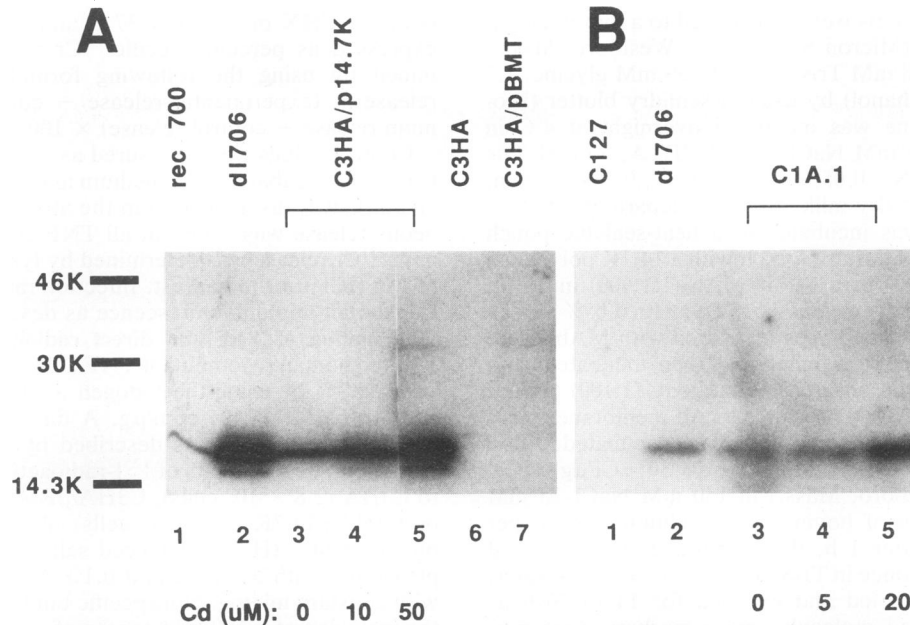 A
B
rec 700
dl706
C3HA/p14.7K
C3HA
C3HA/pBMT
C127
dl706
C1A.1
46K
30K
14.3K
1 2 3 4 5 6 7 1 2 3 4 5
Cd (uM): 0 10 50 0 5 20